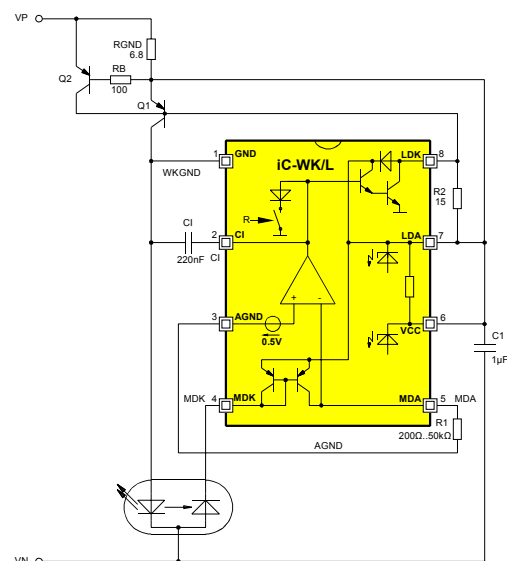 VP
RGND
6.8
RB
100
Q2
Q1
iC-WK/L
1
GND
LDK
8
WKGND
R
R2
15
CI
2
CI
LDA
7
220nF
CI
3
AGND
+
-
6
0.5V
VCC
C1
1µF
MDK
4
MDK
MDA
5
MDA
R1
200Ω..50kΩ
AGND
VN